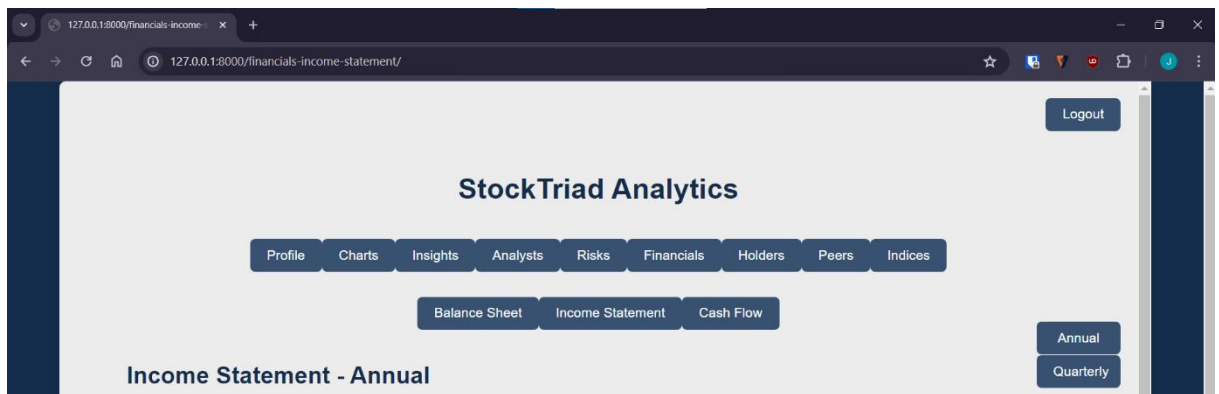 127.0.0.1:8000/financials-income-s
127.0.0.1:8000/financials-income-statement/
J
Logout
StockTriad Analytics
Profile Charts Insights Analysts Risks Financials Holders Peers Indices
Balance Sheet Income Statement Cash Flow
Annual
Income Statement - Annual
Quarterly